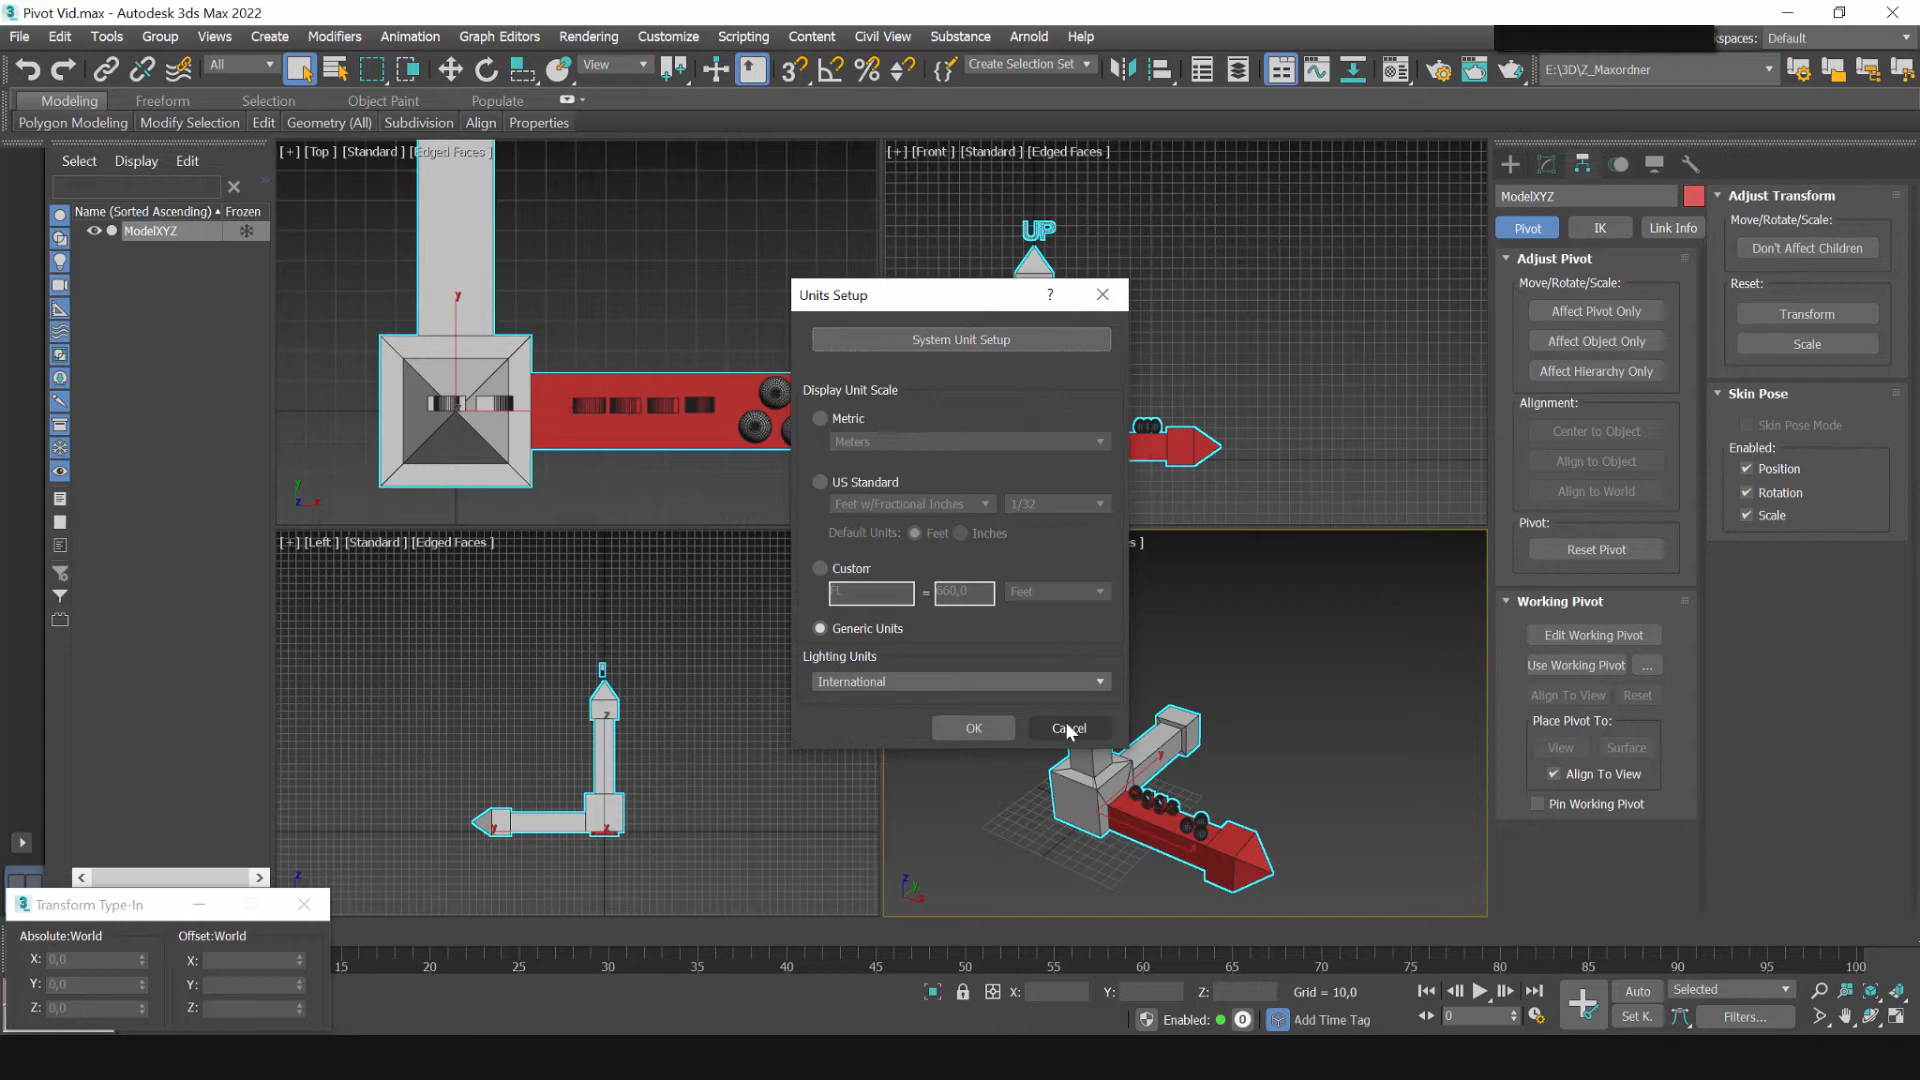 Pivot Vid.max - Autodesk 3ds Max 2022
File Edit Tools Group Views Create Modifiers Animation Graph Editors Rendering Customize Scripting Content Civil View Substance Arnold Help
spaces: Default
All View Create Selection Set E:\3D\Z_Maxordner
Modeling Freeform Selection Object Paint Populate
Polygon Modeling Modify Selection Edit Geometry (All) Subdivision Align Properties
Select Display Edit
Name (Sorted Ascending) Frozen
ModelXYZ
[+] [Top ] [Standard ] [Edged Faces ]
y
y
z x
[+] [Front ] [Standard ] [Edged Faces ]
UP
[+] [Left ] [Standard ] [Edged Faces ]
z
y x
z
es ]
y
x
z y x
Units Setup ?
System Unit Setup
Display Unit Scale
Metric
Meters
US Standard
Feet w/Fractional Inches 1/32
Default Units: Feet Inches
Custom
FL = 660,0 Feet
Generic Units
Lighting Units
International
OK Cancel
ModelXYZ
Pivot IK Link Info
Adjust Pivot
Move/Rotate/Scale:
Affect Pivot Only
Affect Object Only
Affect Hierarchy Only
Alignment:
Center to Object
Align to Object
Align to World
Pivot:
Reset Pivot
Working Pivot
Edit Working Pivot
Use Working Pivot ...
Align To View Reset
Place Pivot To:
View Surface
Align To View
Pin Working Pivot
Adjust Transform
Move/Rotate/Scale:
Don't Affect Children
Reset:
Transform
Scale
Skin Pose
Skin Pose Mode
Enabled:
Position
Rotation
Scale
Transform Type-In
Absolute:World Offset:World
X: 0,0 X:
Y: 0,0 Y:
Z: 0,0 Z:
15 20 25 30 35 40 45 50 55 60 65 70 75 80 85 90 95 100
X: Y: Z: Grid = 10,0
Enabled: 0 Add Time Tag
0
Auto Selected
Set K. Filters...